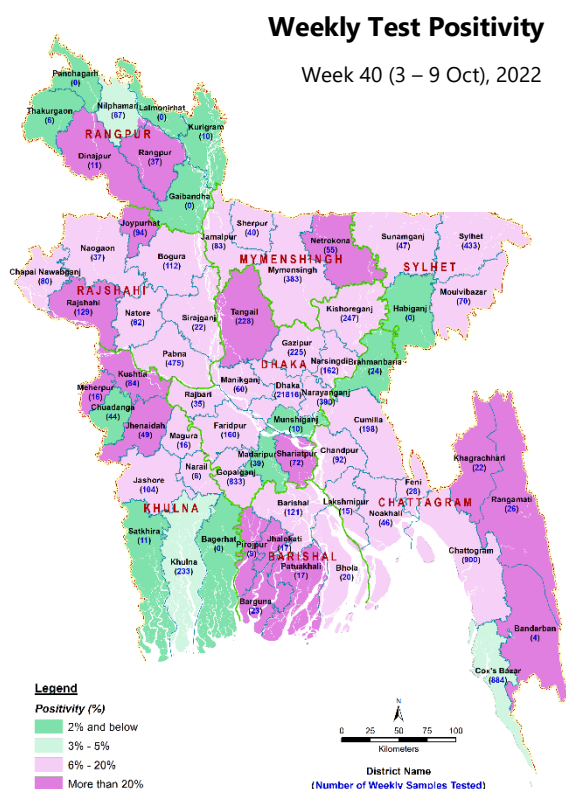 Weekly Test Positivity
Week 40 (3 – 9 Oct), 2022
Panchagarh
(0)
Thakurgaon
(6)
Nilphamari
(67)
Lalmonirhat
(0)
Kurigram
(10)
RANGPUR
Dinajpur
(11)
Rangpur
(37)
Gaibandha
(0)
Joypurhat
(94)
Naogaon
(37)
Bogura
(112)
Jamalpur
(83)
Sherpur
(40)
Netrokona
(55)
Sunamganj
(47)
Sylhet
(433)
MYMENSINGH
Mymensingh
(383)
SYLHET
Moulvibazar
(70)
Habiganj
(0)
Chapai Nawabganj
(80)
RAJSHAHI
Rajshahi
(129)
Natore
(82)
Sirajganj
(22)
Tangail
(228)
Kishoreganj
(247)
Pabna
(475)
Gazipur
(225)
DHAKA
Narsingdi
(162)
Brahmanbaria
(24)
Kushtia
(84)
Meherpur
(16)
Chuadanga
(44)
Jhenaidah
(49)
Rajbari
(35)
Manikganj
(60)
Dhaka
(21816)
Narayanganj
(390)
Munshiganj
(10)
Cumilla
(198)
Magura
(16)
Faridpur
(160)
Madaripur
(39)
Shariatpur
(72)
Chandpur
(92)
Khagrachhari
(22)
Narail
(6)
Gopalganj
(833)
Jashore
(104)
Feni
(28)
Rangamati
(26)
KHULNA
Barishal
(121)
Lakshmipur
(15)
Noakhali
(46)
CHATTAGRAM
Satkhira
(11)
Khulna
(233)
Bagerhat
(0)
Pirojpur
Jhalokati
(17)
BARISHAL
Patuakhali
(17)
Bhola
(20)
Barguna
(23)
Chattogram
(900)
Bandarban
(4)
Cox's Bazar
(884)
Legend
Positivity (%)
2% and below
3% - 5%
6% - 20%
More than 20%
N
0 25 50 75 100
Kilometers
District Name
(Number of Weekly Samples Tested)